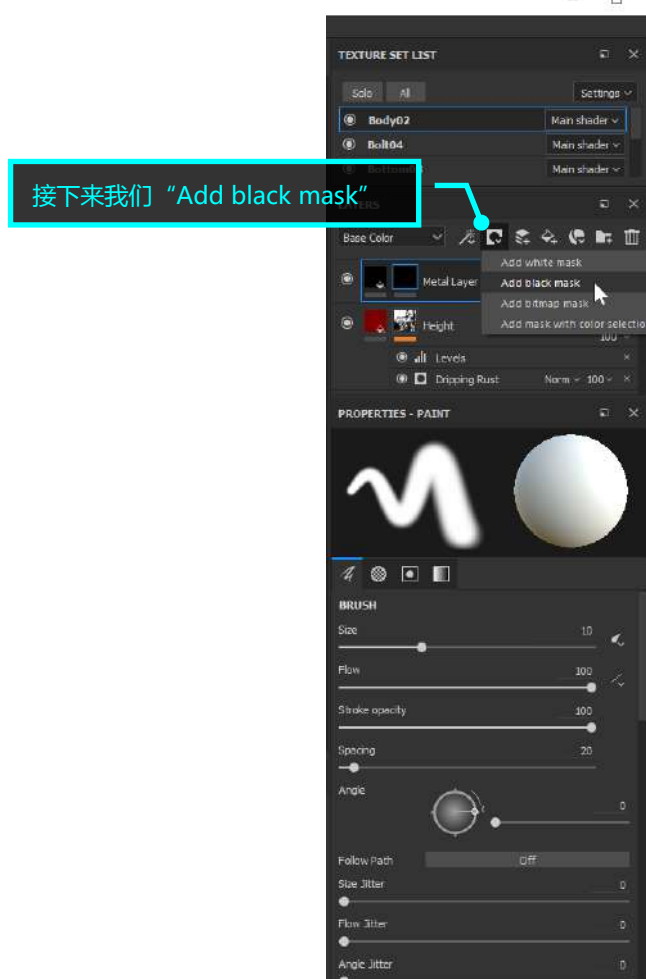 TEXTURE SET LIST
Solo All Settings
Body02 Main shader
Bolt04 Main shader
Main shader
接下来我们“Add black mask”
Base Color
Add white mask
Metal Layer Add black mask
Add bitmap mask
Height Add mask with color selectio
100
Levels
Dripping Rust Norm 100
PROPERTIES - PAINT
BRUSH
Size 10
Flow 100
Stroke opacity 100
Spacing 20
Angle 0
Follow Path Off
Size Jitter 0
Flow Jitter 0
Angle Jitter 0